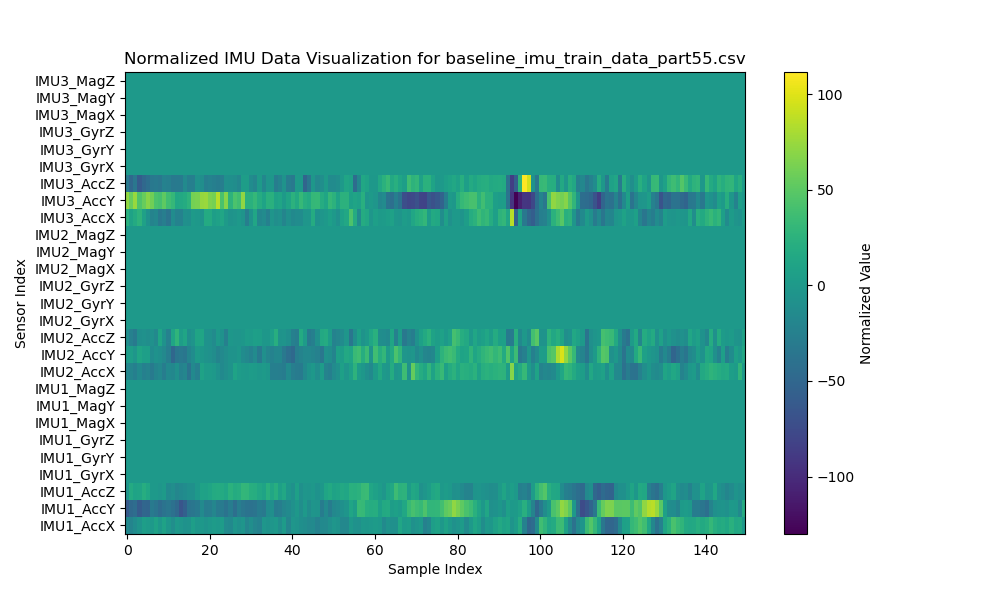 Normalized IMU Data Visualization for baseline_imu_train_data_part55.csv
IMU3_MagZ
IMU3_MagY
IMU3_MagX
IMU3_GyrZ
IMU3_GyrY
IMU3_GyrX
IMU3_AccZ
IMU3_AccY
IMU3_AccX
IMU2_MagZ
IMU2_MagY
IMU2_MagX
IMU2_GyrZ
IMU2_GyrY
IMU2_GyrX
IMU2_AccZ
IMU2_AccY
IMU2_AccX
IMU1_MagZ
IMU1_MagY
IMU1_MagX
IMU1_GyrZ
IMU1_GyrY
IMU1_GyrX
IMU1_AccZ
IMU1_AccY
IMU1_AccX
Sensor Index
0 20 40 60 80 100 120 140
Sample Index
100
50
0
−50
−100
Normalized Value